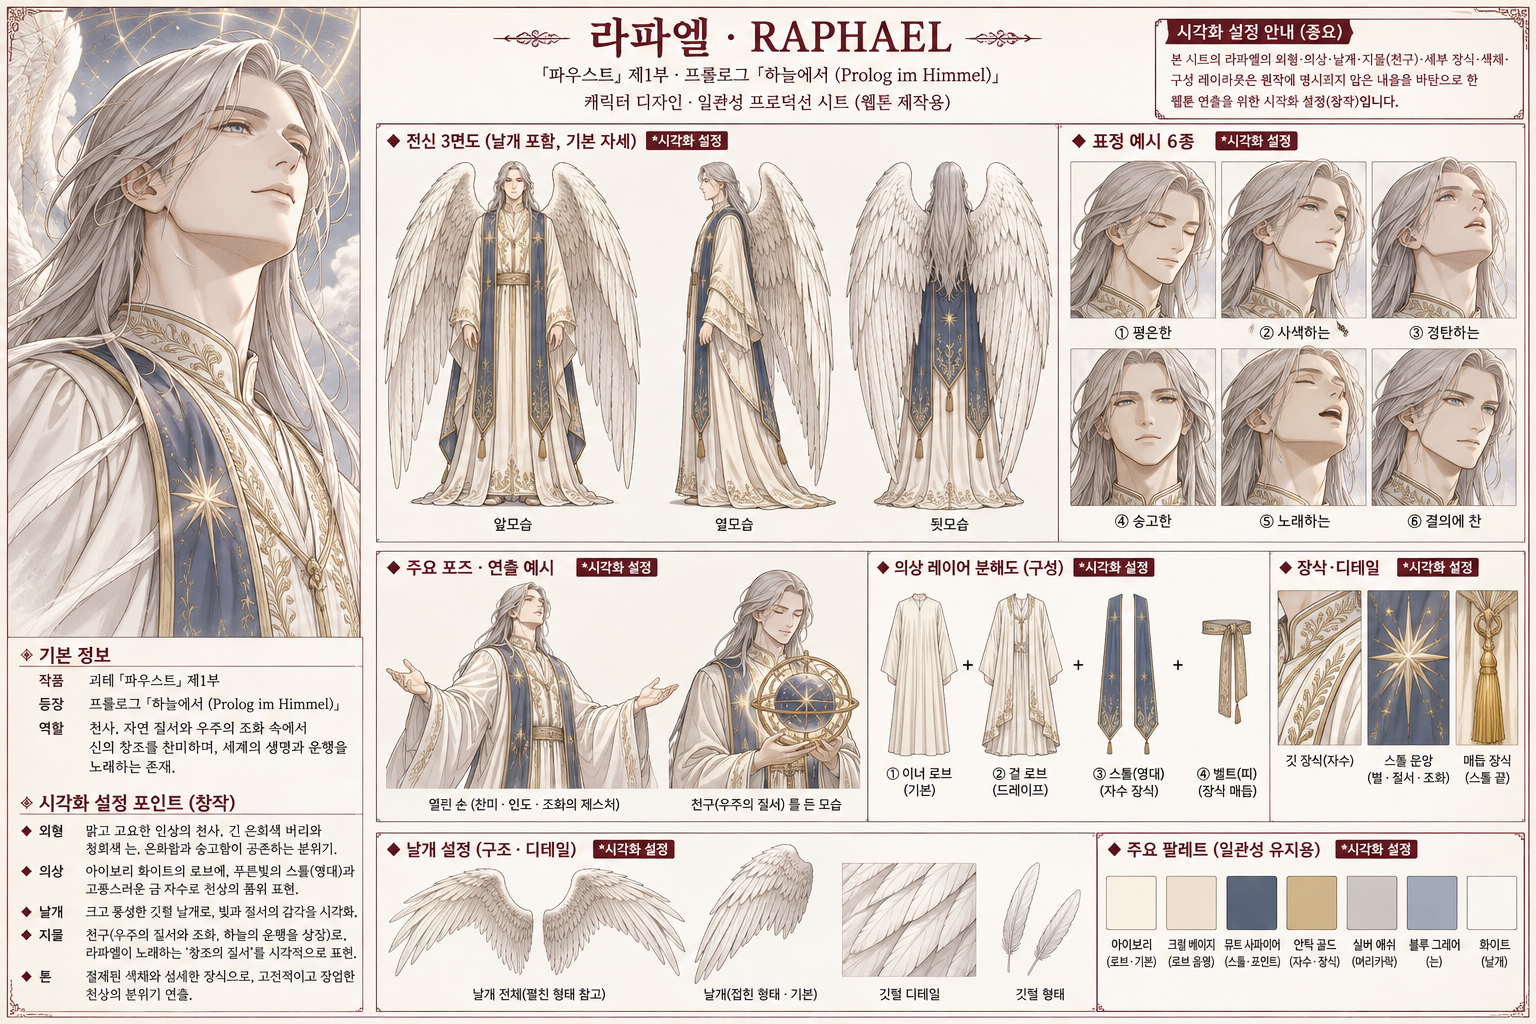 라파엘 · RAPHAEL
「파우스트」 제1부 · 프롤로그 「하늘에서 (Prolog im Himmel)」
캐릭터 디자인 · 일관성 프로덕션 시트 (웹툰 제작용)
시각화 설정 안내 (중요)
본 시트의 라파엘의 외형·의상·날개·지물(천구)·세부 장식·색채·
구성 레이아웃은 원작에 명시되지 않은 내용을 바탕으로 한
웹툰 연출을 위한 시각화 설정(창작)입니다.
◆ 전신 3면도 (날개 포함, 기본 자세) *시각화 설정
앞모습
옆모습
뒷모습
◆ 표정 예시 6종 *시각화 설정
① 평온한
② 사색하는
③ 경탄하는
④ 숭고한
⑤ 노래하는
⑥ 결의에 찬
기본 정보
작품 괴테 「파우스트」 제1부
등장 프롤로그 「하늘에서 (Prolog im Himmel)」
역할 천사. 자연 질서와 우주의 조화 속에서
신의 창조를 찬미하며, 세계의 생명과 운행을
노래하는 존재.
시각화 설정 포인트 (창작)
◆ 외형 맑고 고요한 인상의 천사. 긴 은회색 머리와
청회색 눈. 온화함과 숭고함이 공존하는 분위기.
◆ 의상 아이보리 화이트의 로브에, 푸른빛의 스톨(영대)과
고풍스러운 금 자수로 천상의 품위 표현.
◆ 날개 크고 풍성한 깃털 날개로, 빛과 질서의 감각을 시각화.
◆ 지물 천구(우주의 질서와 조화, 하늘의 운행을 상징)로,
라파엘이 노래하는 '창조의 질서'를 시각적으로 표현.
◆ 톤 절제된 색채와 섬세한 장식으로, 고전적이고 장엄한
천상의 분위기 연출.
◆ 주요 포즈 · 연출 예시 *시각화 설정
열린 손 (찬미 · 인도 · 조화의 제스처)
천구(우주의 질서) 를 든 모습
◆ 의상 레이어 분해도 (구성) *시각화 설정
+
+
+
① 이너 로브
(기본)
② 겉 로브
(드레이프)
③ 스톨(영대)
(자수 장식)
④ 벨트(띠)
(장식 매듭)
◆ 장식·디테일 *시각화 설정
깃 장식(자수)
스톨 문양
(별 · 질서 · 조화)
매듭 장식
(스톨 끝)
◆ 날개 설정 (구조 · 디테일) *시각화 설정
날개 전체(펼친 형태 참고)
날개(접힌 형태 · 기본)
깃털 디테일
깃털 형태
◆ 주요 팔레트 (일관성 유지용) *시각화 설정
아이보리
(로브 · 기본)
크림 베이지
(로브 음영)
뮤트 사파이어
(스톨 · 포인트)
안틱 골드
(자수 · 장식)
실버 애쉬
(머리카락)
블루 그레이
(눈)
화이트
(날개)